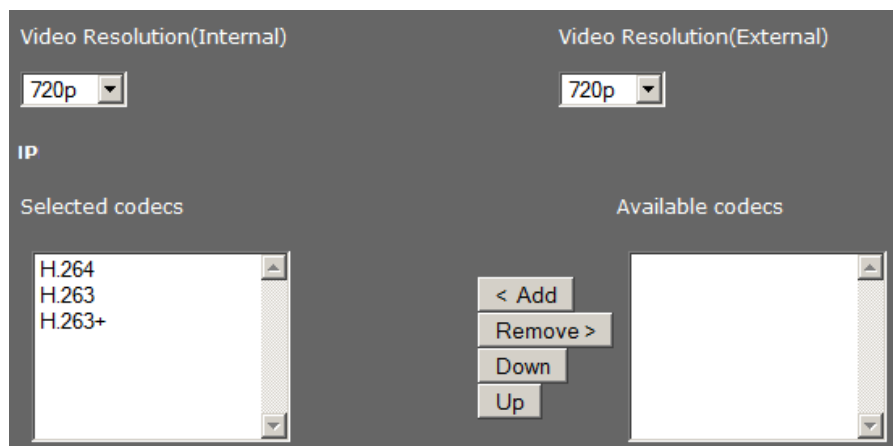 Video Resolution(Internal)
Video Resolution(External)
720p
720p
IP
Selected codecs
Available codecs
H.264
H.263
H.263+
< Add
Remove >
Down
Up